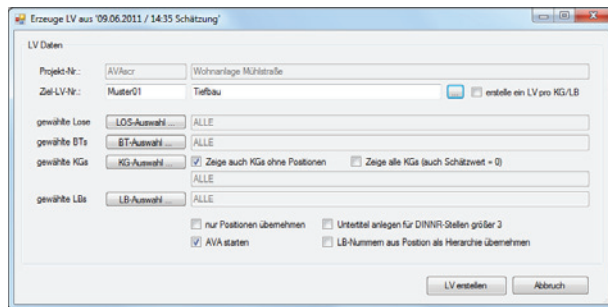 Erzeuge LV aus '09.06.2011 / 14:35 Schätzung'
LV Daten
Projekt-Nr.: AVAscr Wohnanlage Mühlstraße
Ziel-LV-Nr.: Muster01 Tiefbau ... erstelle ein LV pro KG/LB
gewählte Lose LOS-Auswahl ... ALLE
gewählte BTs BT-Auswahl ... ALLE
gewählte KGs KG-Auswahl ... Zeige auch KGs ohne Positionen Zeige alle KGs (auch Schätzwert = 0)
ALLE
gewählte LBs LB-Auswahl ... ALLE
nur Positionen übernehmen Untertitel anlegen für DINNR-Stellen größer 3
AVA starten LB-Nummern aus Postion als Hierarchie übernehmen
LV erstellen Abbruch